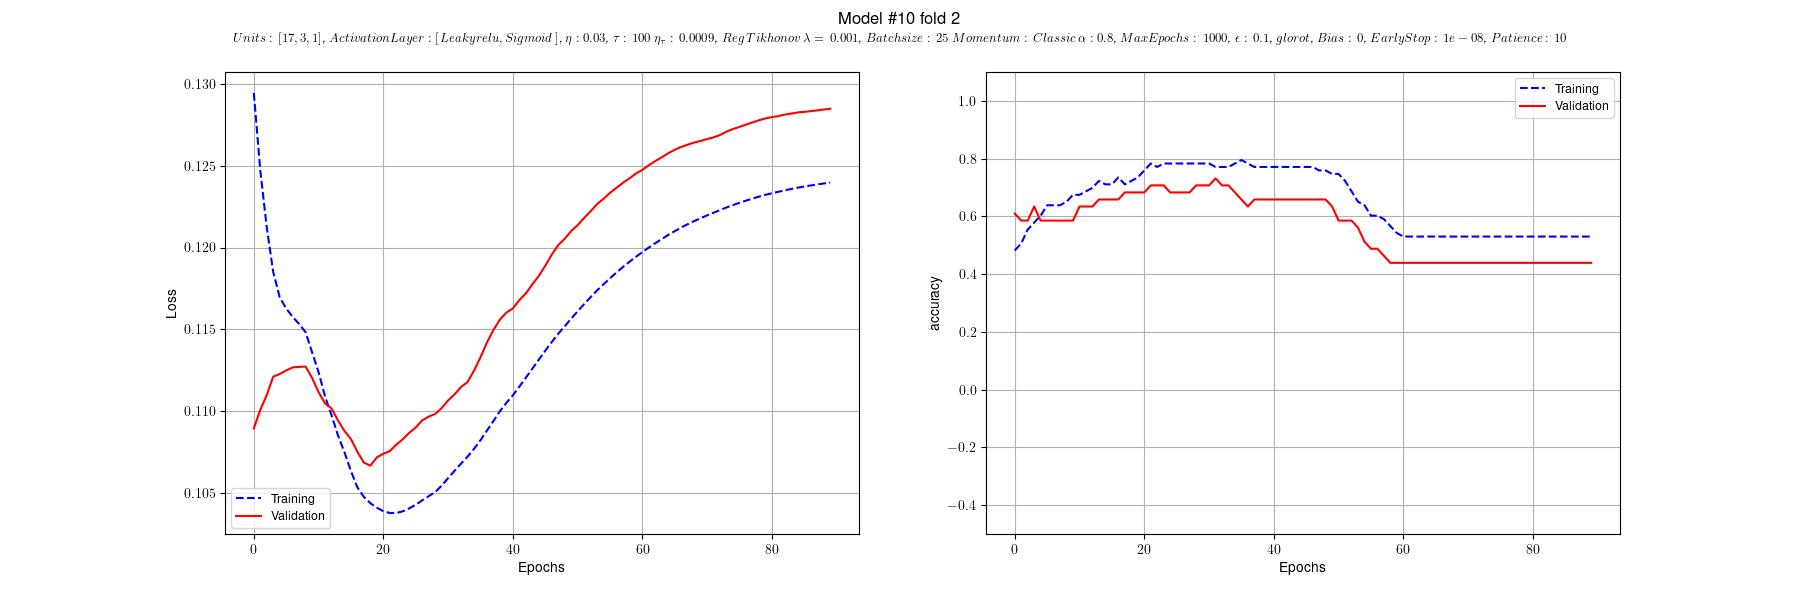 Model #10 fold 2
Units : [17, 3, 1], ActivationLayer : [Leakyrelu, Sigmoid], η : 0.03, τ : 100 ητ : 0.0009, RegTikhonov λ = 0.001, Batchsize : 25 Momentum : Classic α : 0.8, MaxEpochs : 1000, ϵ : 0.1, glorot, Bias : 0, EarlyStop : 1e − 08, Patience : 10
0.130
0.125
0.120
0.115
0.110
0.105
Loss
Training
Validation
0 20 40 60 80
Epochs
1.0
0.8
0.6
0.4
0.2
0.0
−0.2
−0.4
accuracy
Training
Validation
0 20 40 60 80
Epochs